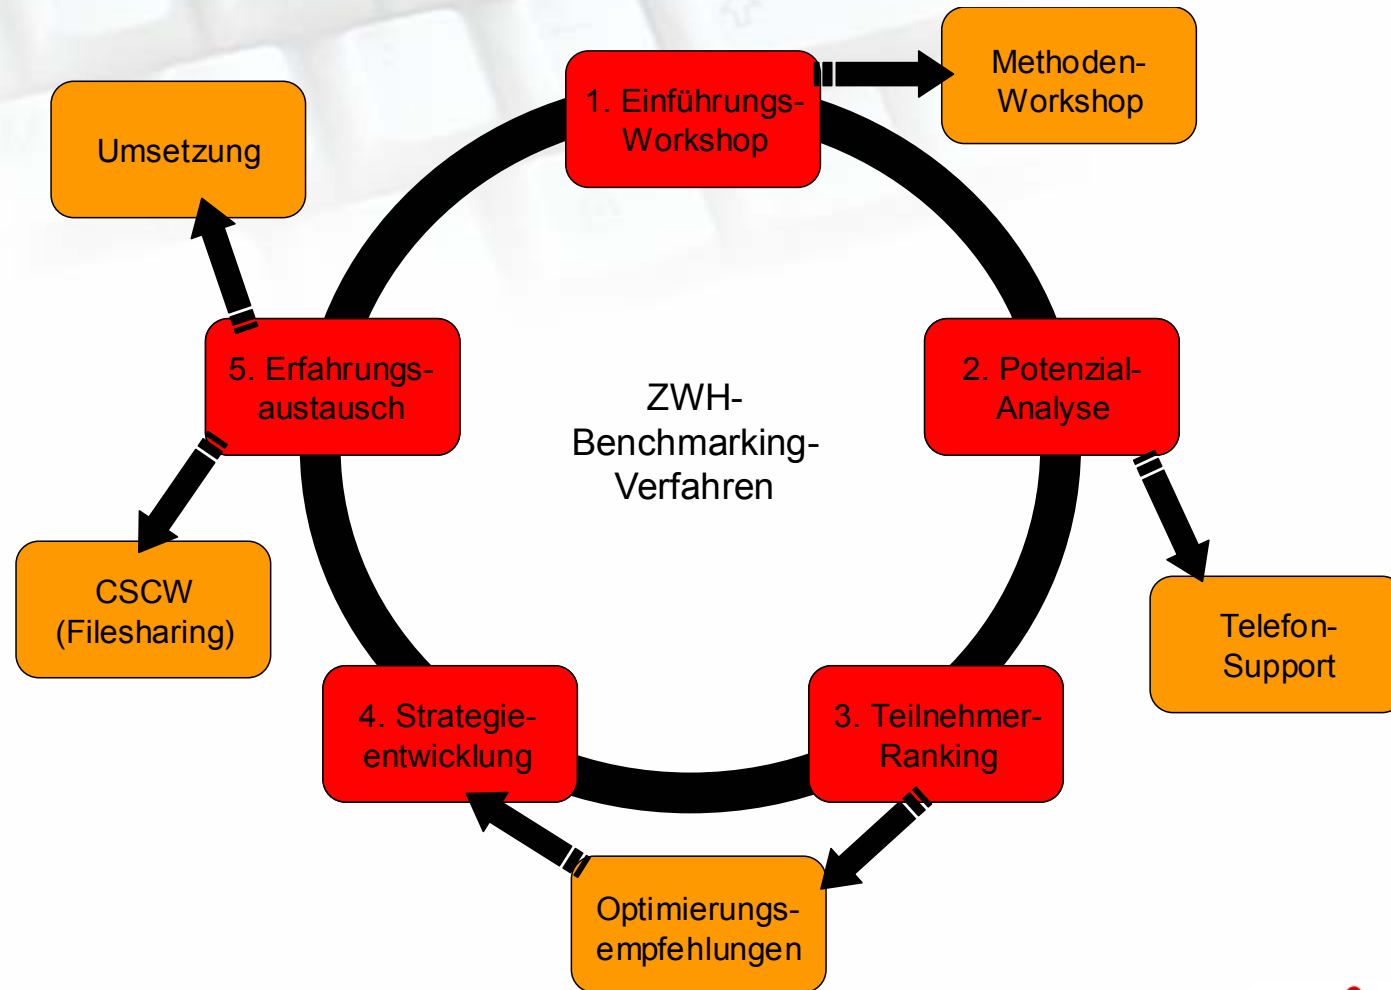 1. Einführungs-
Workshop
Methoden-
Workshop
Umsetzung
5. Erfahrungs-
austausch
ZWH-
Benchmarking-
Verfahren
2. Potenzial-
Analyse
CSCW
(Filesharing)
Telefon-
Support
4. Strategie-
entwicklung
3. Teilnehmer-
Ranking
Optimierungs-
empfehlungen